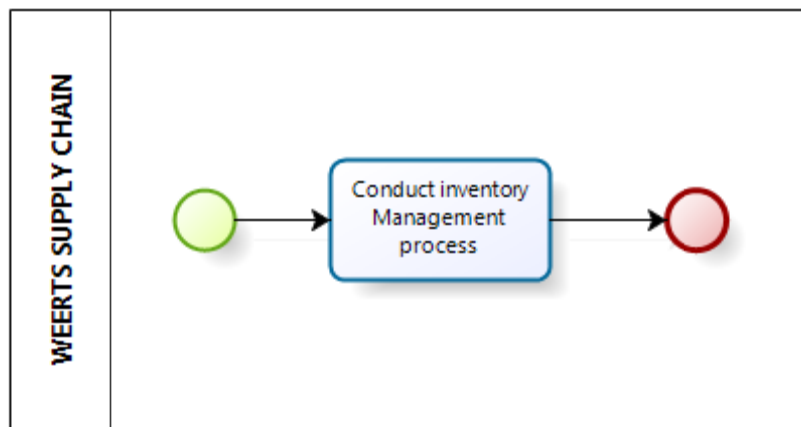 WEERTS SUPPLY CHAIN
Conduct inventory
Management
process